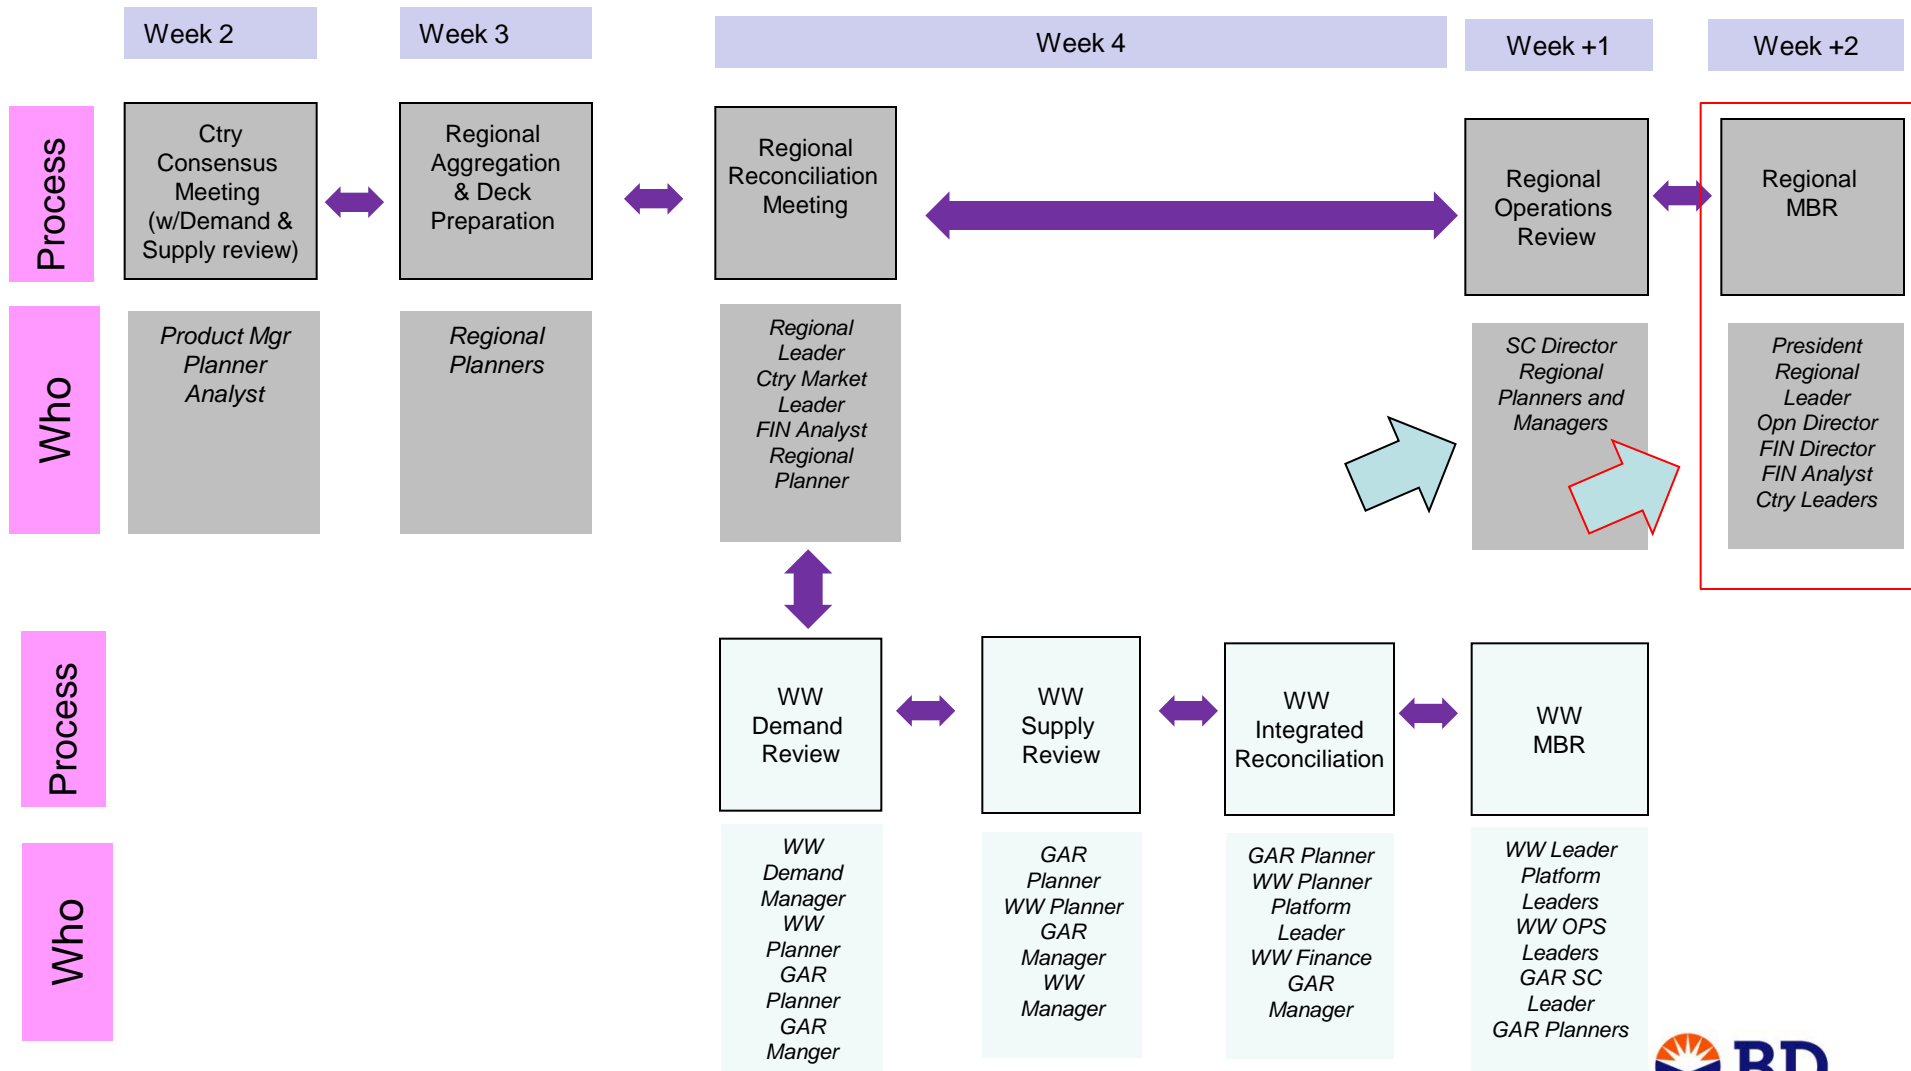 Week 2
Week 3
Week 4
Week +1
Week +2
Process
Ctry
Consensus
Meeting
(w/Demand &
Supply review)
Regional
Aggregation
& Deck
Preparation
Regional
Reconciliation
Meeting
Regional
Operations
Review
Regional
MBR
Who
Product Mgr
Planner
Analyst
Regional
Planners
Regional
Leader
Ctry Market
Leader
FIN Analyst
Regional
Planner
SC Director
Regional
Planners and
Managers
President
Regional
Leader
Opn Director
FIN Director
FIN Analyst
Ctry Leaders
Process
WW
Demand
Review
WW
Supply
Review
WW
Integrated
Reconciliation
WW
MBR
Who
WW
Demand
Manager
WW
Planner
GAR
Planner
GAR
Manger
GAR
Planner
WW Planner
GAR
Manager
WW
Manager
GAR Planner
WW Planner
Platform
Leader
WW Finance
GAR
Manager
WW Leader
Platform
Leaders
WW OPS
Leaders
GAR SC
Leader
GAR Planners
BD